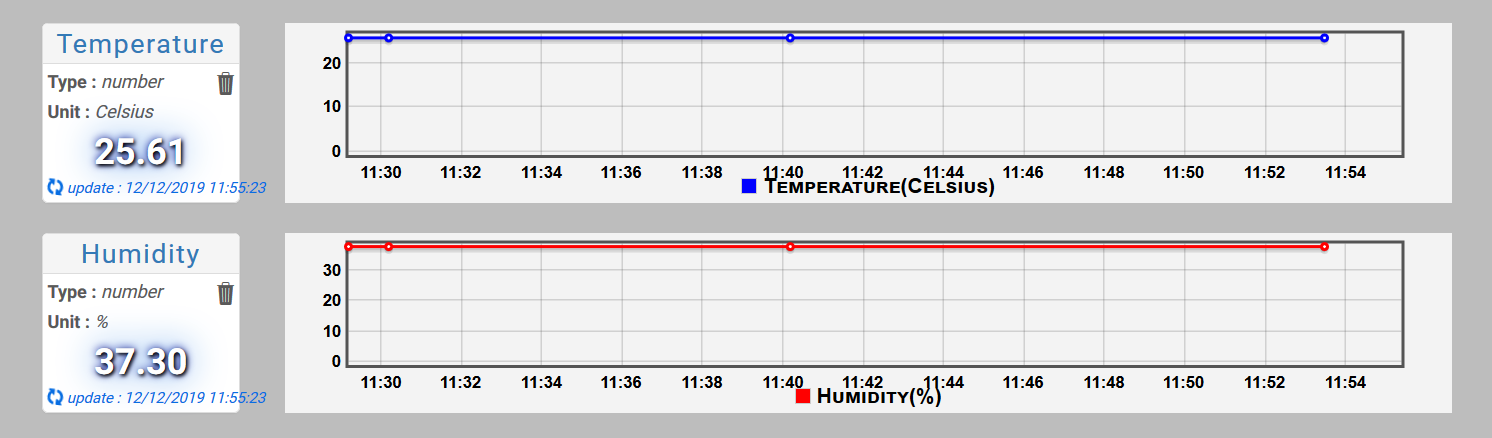 Temperature
Type : number
Unit : Celsius
25.61
update : 12/12/2019 11:55:23
20
10
0
11:30 11:32 11:34 11:36 11:38 11:40 11:42 11:44 11:46 11:48 11:50 11:52 11:54
Temperature(Celsius)
Humidity
Type : number
Unit : %
37.30
update : 12/12/2019 11:55:23
30
20
10
0
11:30 11:32 11:34 11:36 11:38 11:40 11:42 11:44 11:46 11:48 11:50 11:52 11:54
Humidity(%)